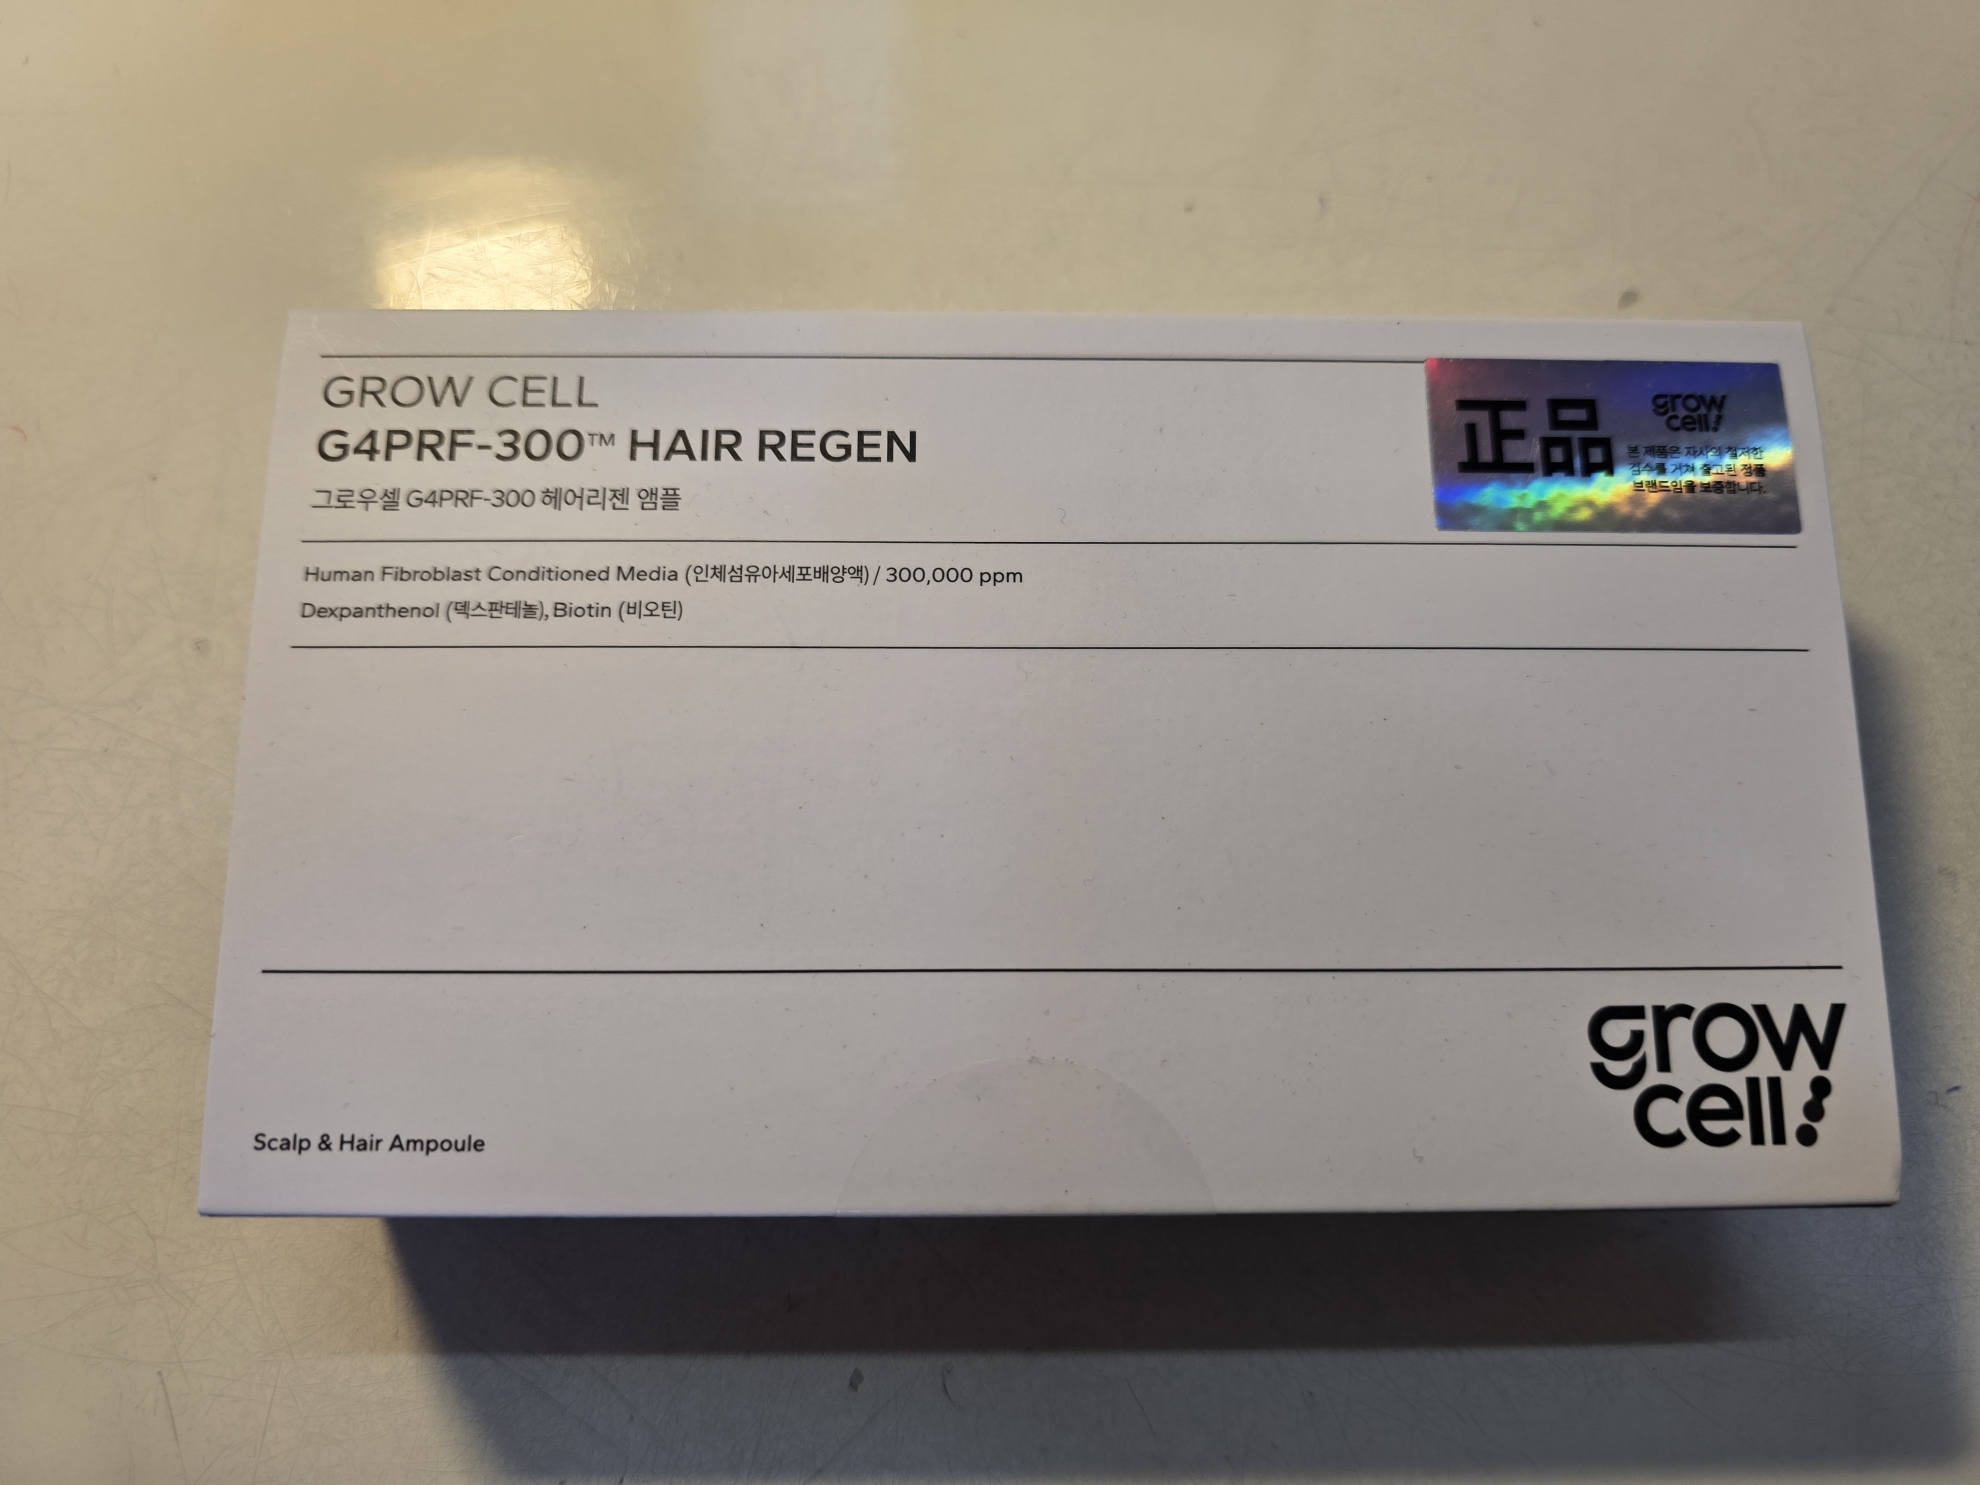 GROW CELL
G4PRF-300™ HAIR REGEN
그로우셀 G4PRF-300 헤어리젠 앰플
正品
grow
cell!
본 제품은 자사의 철저한
검수를 거쳐 출고된 정품
브랜드임을 보증합니다.
Human Fibroblast Conditioned Media (인체섬유아세포배양액) / 300,000 ppm
Dexpanthenol (덱스판테놀), Biotin (비오틴)
grow
cell!
Scalp & Hair Ampoule